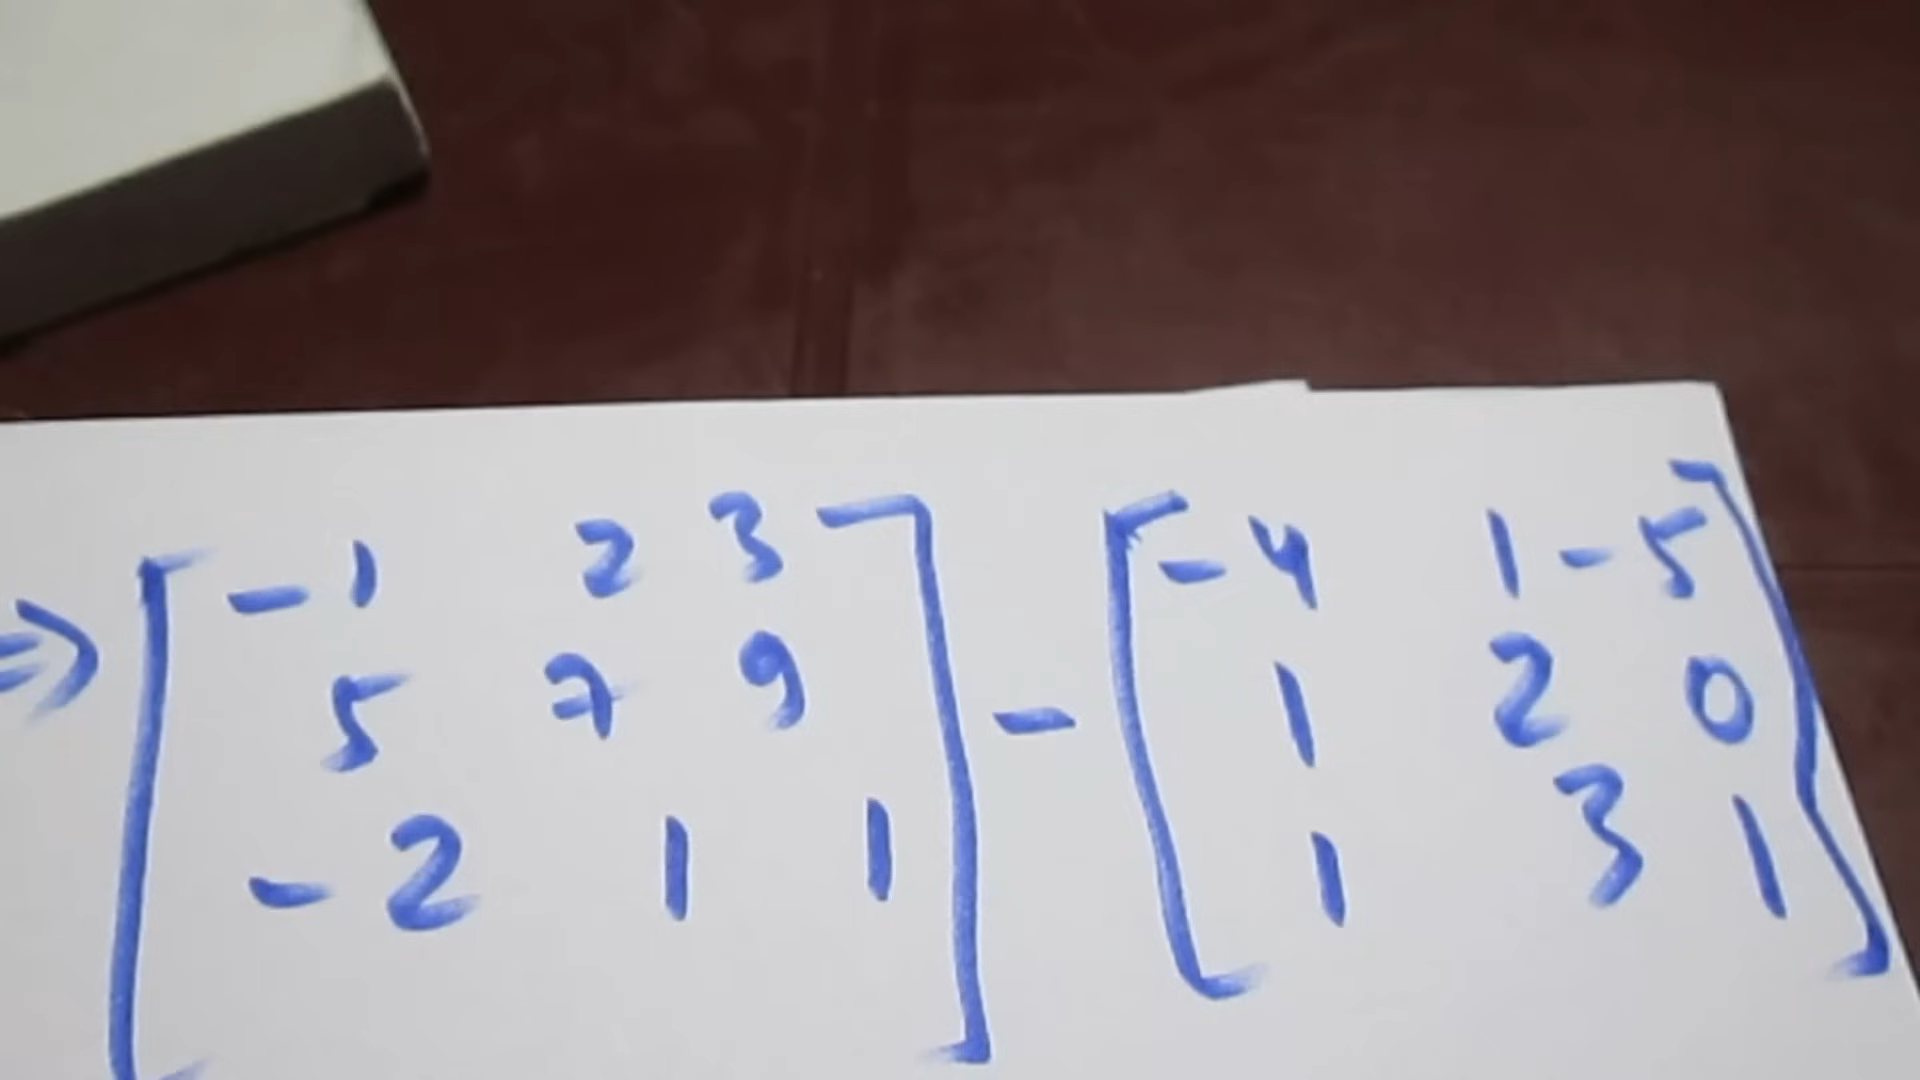 ⇒ [ -1 2 3 ] - [ -4 1 -5 ]
5 7 9 1 2 0
-2 1 1 1 3 1